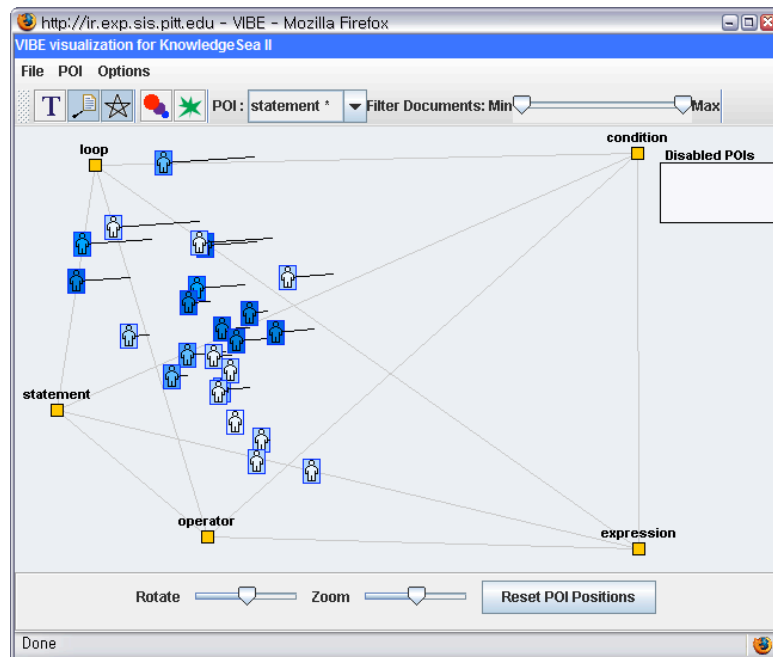 http://ir.exp.sis.pitt.edu - VIBE - Mozilla Firefox
VIBE visualization for KnowledgeSea II
File POI Options
T POI : statement * Filter Documents: Min Max
loop
condition
Disabled POIs
statement
operator
expression
Rotate Zoom Reset POI Positions
Done